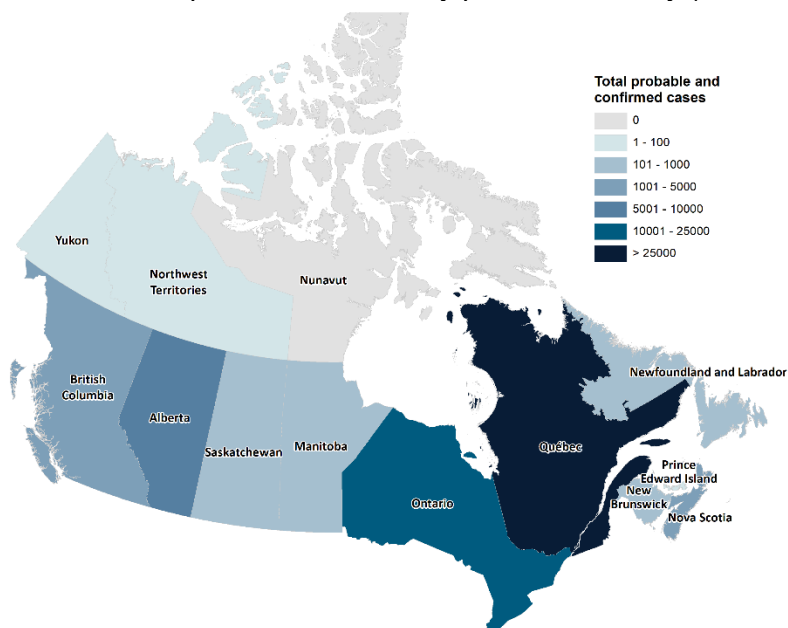 Total probable and
confirmed cases
0
1 - 100
101 - 1000
1001 - 5000
5001 - 10000
10001 - 25000
> 25000
Yukon
Northwest
Territories
Nunavut
British
Columbia
Alberta
Saskatchewan
Manitoba
Ontario
Québec
Newfoundland and Labrador
Prince
Edward Island
New
Brunswick
Nova Scotia